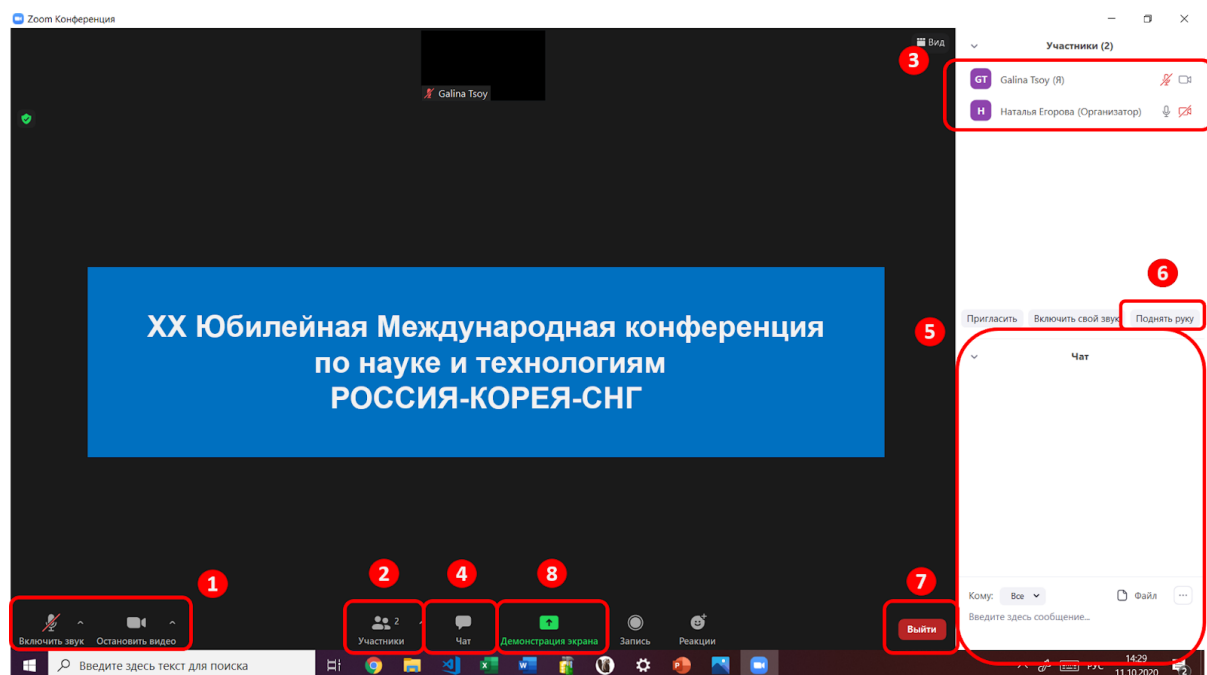 Zoom Конференция
Вид
3
Участники (2)
GT Galina Tsoy (Я)
Н Наталья Егорова (Организатор)
Galina Tsoy
XX Юбилейная Международная конференция
по науке и технологиям
РОССИЯ-КОРЕЯ-СНГ
6
5
Пригласить Включить свой звук Поднять руку
Чат
1
2
4
8
7
Кому: Все Файл ...
Введите здесь сообщение...
Включить звук Остановить видео
2
Участники
Чат
Демонстрация экрана
Запись
Реакции
Выйти
Введите здесь текст для поиска
РУС
14:29
11.10.2020
2